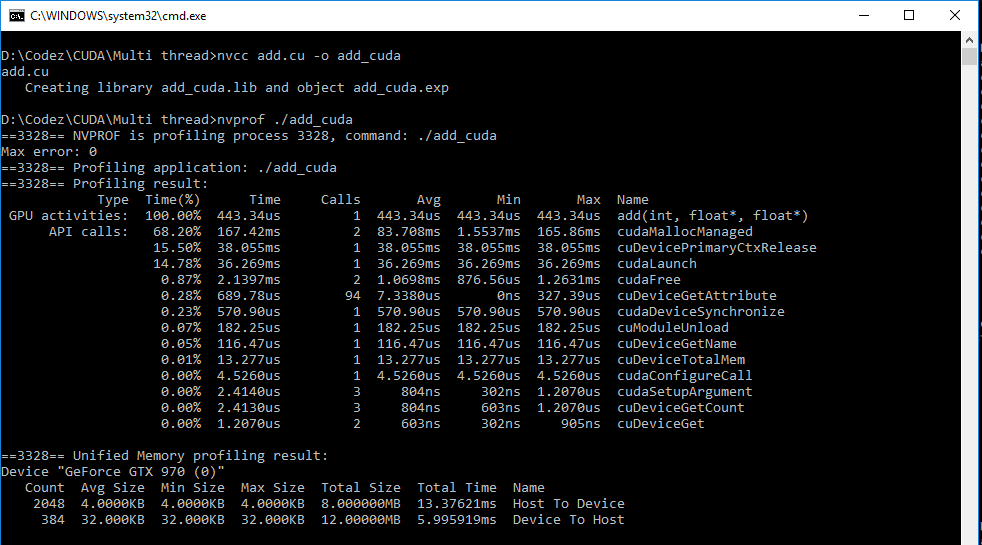 C:\WINDOWS\system32\cmd.exe
D:\Codez\CUDA\Multi thread>nvcc add.cu -o add_cuda
add.cu
   Creating library add_cuda.lib and object add_cuda.exp
D:\Codez\CUDA\Multi thread>nvprof ./add_cuda
==3328== NVPROF is profiling process 3328, command: ./add_cuda
Max error: 0
==3328== Profiling application: ./add_cuda
==3328== Profiling result:
            Type  Time(%)      Time     Calls       Avg       Min       Max  Name
 GPU activities:  100.00%  443.34us         1  443.34us  443.34us  443.34us  add(int, float*, float*)
      API calls:   68.20%  167.42ms         2  83.708ms  1.5537ms  165.86ms  cudaMallocManaged
                   15.50%  38.055ms         1  38.055ms  38.055ms  38.055ms  cuDevicePrimaryCtxRelease
                   14.78%  36.269ms         1  36.269ms  36.269ms  36.269ms  cudaLaunch
                    0.87%  2.1397ms         2  1.0698ms  876.56us  1.2631ms  cudaFree
                    0.28%  689.78us        94  7.3380us       0ns  327.39us  cuDeviceGetAttribute
                    0.23%  570.90us         1  570.90us  570.90us  570.90us  cudaDeviceSynchronize
                    0.07%  182.25us         1  182.25us  182.25us  182.25us  cuModuleUnload
                    0.05%  116.47us         1  116.47us  116.47us  116.47us  cuDeviceGetName
                    0.01%  13.277us         1  13.277us  13.277us  13.277us  cuDeviceTotalMem
                    0.00%  4.5260us         1  4.5260us  4.5260us  4.5260us  cudaConfigureCall
                    0.00%  2.4140us         3     804ns     302ns  1.2070us  cudaSetupArgument
                    0.00%  2.4130us         3     804ns     603ns  1.2070us  cuDeviceGetCount
                    0.00%  1.2070us         2     603ns     302ns     905ns  cuDeviceGet
==3328== Unified Memory profiling result:
Device "GeForce GTX 970 (0)"
   Count  Avg Size  Min Size  Max Size  Total Size  Total Time  Name
    2048  4.0000KB  4.0000KB  4.0000KB  8.000000MB  13.37621ms  Host To Device
     384  32.000KB  32.000KB  32.000KB  12.00000MB  5.995919ms  Device To Host